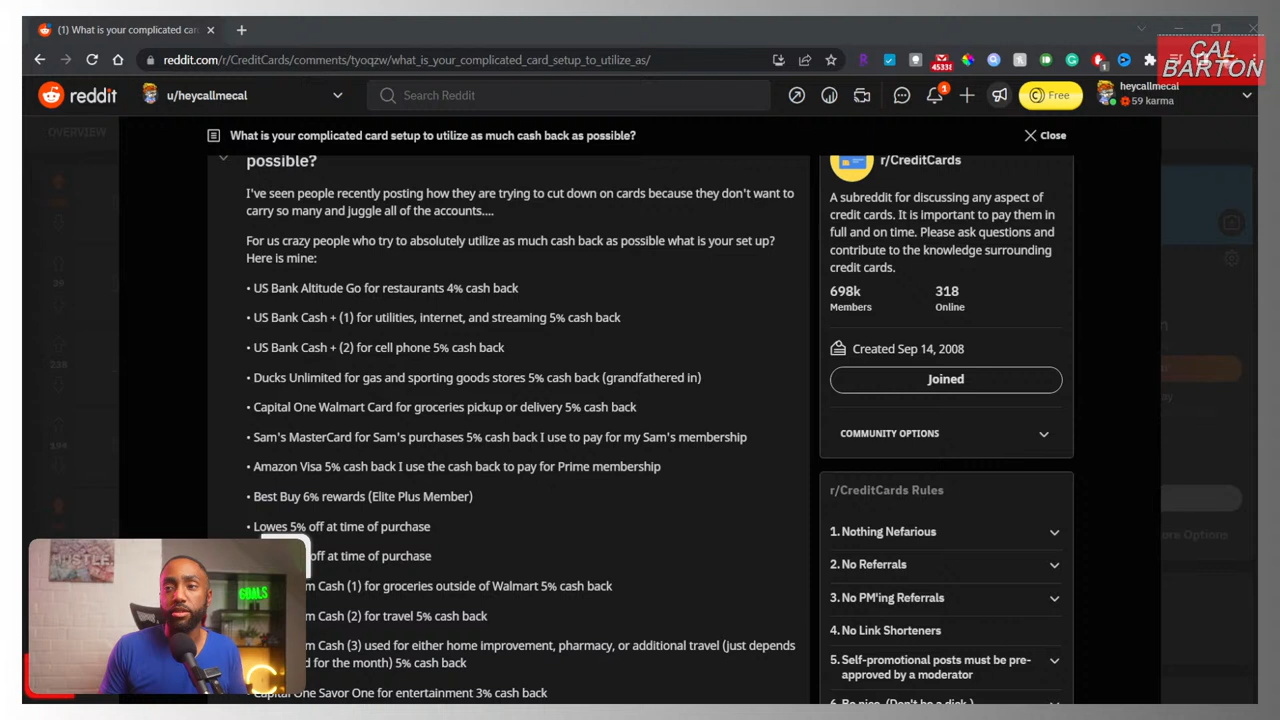 (1) What is your complicated car
CAL
BARTON
reddit.com/r/CreditCards/comments/tyoqzw/what_is_your_complicated_card_setup_to_utilize_as/
45338
1
reddit
u/heycallmecal
Search Reddit
1
Free
heycallmecal
59 karma
OVERVIEW
What is your complicated card setup to utilize as much cash back as possible?
Close
possible?
I've seen people recently posting how they are trying to cut down on cards because they don't want to
carry so many and juggle all of the accounts....
For us crazy people who try to absolutely utilize as much cash back as possible what is your set up?
Here is mine:
• US Bank Altitude Go for restaurants 4% cash back
• US Bank Cash + (1) for utilities, internet, and streaming 5% cash back
• US Bank Cash + (2) for cell phone 5% cash back
• Ducks Unlimited for gas and sporting goods stores 5% cash back (grandfathered in)
• Capital One Walmart Card for groceries pickup or delivery 5% cash back
• Sam's MasterCard for Sam's purchases 5% cash back I use to pay for my Sam's membership
• Amazon Visa 5% cash back I use the cash back to pay for Prime membership
• Best Buy 6% rewards (Elite Plus Member)
• Lowes 5% off at time of purchase
off at time of purchase
m Cash (1) for groceries outside of Walmart 5% cash back
m Cash (2) for travel 5% cash back
m Cash (3) used for either home improvement, pharmacy, or additional travel (just depends
d for the month) 5% cash back
Capital One Savor One for entertainment 3% cash back
r/CreditCards
A subreddit for discussing any aspect of
credit cards. It is important to pay them in
full and on time. Please ask questions and
contribute to the knowledge surrounding
credit cards.
698k
Members
318
Online
Created Sep 14, 2008
Joined
COMMUNITY OPTIONS
r/CreditCards Rules
1. Nothing Nefarious
2. No Referrals
3. No PM'ing Referrals
4. No Link Shorteners
5. Self-promotional posts must be pre-
approved by a moderator
6. Be nice. (Don't be a dick.)
238
More Options
HUSTLE
GOALS